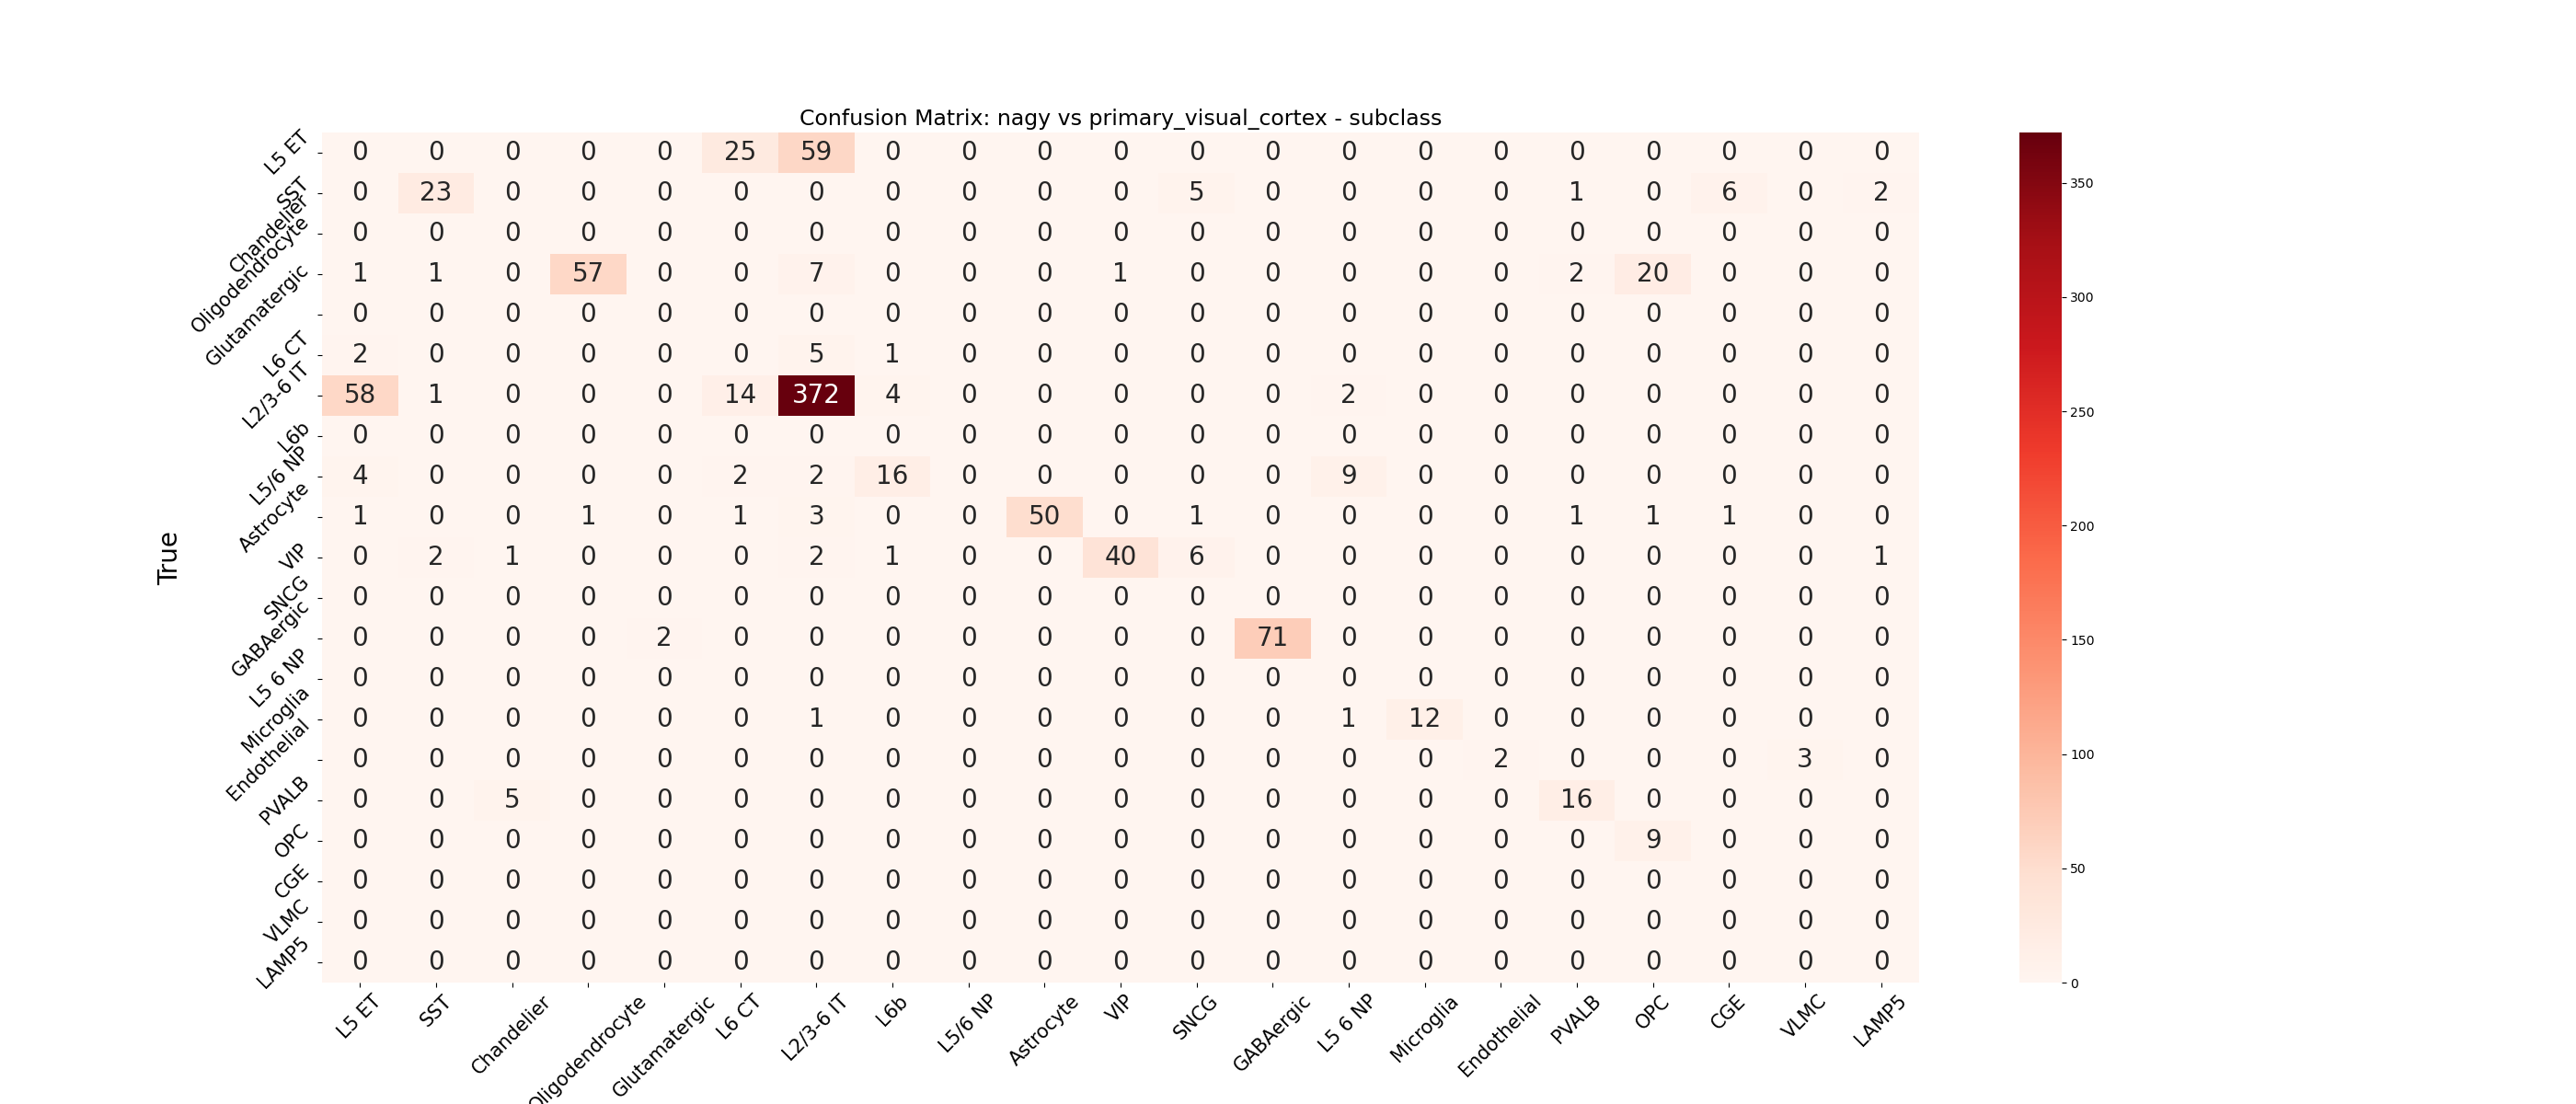 Confusion Matrix: nagy vs primary_visual_cortex - subclass
True
L5 ET 0 0 0 0 0 25 59 0 0 0 0 0 0 0 0 0 0 0 0 0 0
SST 0 23 0 0 0 0 0 0 0 0 0 5 0 0 0 0 1 0 6 0 2
Chandelier 0 0 0 0 0 0 0 0 0 0 0 0 0 0 0 0 0 0 0 0 0
Oligodendrocyte 1 1 0 57 0 0 7 0 0 0 1 0 0 0 0 0 2 20 0 0 0
Glutamatergic 0 0 0 0 0 0 0 0 0 0 0 0 0 0 0 0 0 0 0 0 0
L6 CT 2 0 0 0 0 0 5 1 0 0 0 0 0 0 0 0 0 0 0 0 0
L2/3-6 IT 58 1 0 0 0 14 372 4 0 0 0 0 0 2 0 0 0 0 0 0 0
L6b 0 0 0 0 0 0 0 0 0 0 0 0 0 0 0 0 0 0 0 0 0
L5/6 NP 4 0 0 0 0 2 2 16 0 0 0 0 0 9 0 0 0 0 0 0 0
Astrocyte 1 0 0 1 0 1 3 0 0 50 0 1 0 0 0 0 1 1 1 0 0
VIP 0 2 1 0 0 0 2 1 0 0 40 6 0 0 0 0 0 0 0 0 1
SNCG 0 0 0 0 0 0 0 0 0 0 0 0 0 0 0 0 0 0 0 0 0
GABAergic 0 0 0 0 2 0 0 0 0 0 0 0 71 0 0 0 0 0 0 0 0
L5 6 NP 0 0 0 0 0 0 0 0 0 0 0 0 0 0 0 0 0 0 0 0 0
Microglia 0 0 0 0 0 0 1 0 0 0 0 0 0 1 12 0 0 0 0 0 0
Endothelial 0 0 0 0 0 0 0 0 0 0 0 0 0 0 0 2 0 0 0 3 0
PVALB 0 0 5 0 0 0 0 0 0 0 0 0 0 0 0 0 16 0 0 0 0
OPC 0 0 0 0 0 0 0 0 0 0 0 0 0 0 0 0 0 9 0 0 0
CGE 0 0 0 0 0 0 0 0 0 0 0 0 0 0 0 0 0 0 0 0 0
VLMC 0 0 0 0 0 0 0 0 0 0 0 0 0 0 0 0 0 0 0 0 0
LAMP5 0 0 0 0 0 0 0 0 0 0 0 0 0 0 0 0 0 0 0 0 0
L5 ET SST Chandelier Oligodendrocyte Glutamatergic L6 CT L2/3-6 IT L6b L5/6 NP Astrocyte VIP SNCG GABAergic L5 6 NP Microglia Endothelial PVALB OPC CGE VLMC LAMP5
350
300
250
200
150
100
50
0